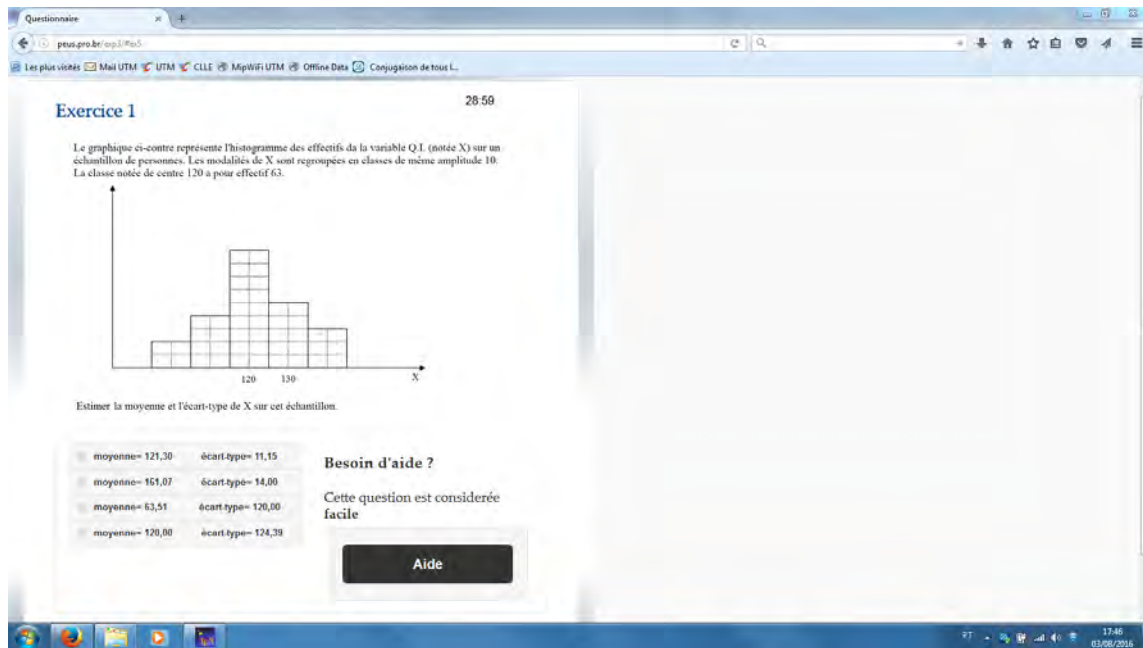 Questionnaire
peus.pro.br/exp3/#is5
Les plus visités Mail UTM UTM CLLE MipWiFi UTM Offline Data Conjugaison de tous L...
28:59
Exercice 1
Le graphique ci-contre représente l'histogramme des effectifs da la variable Q.I. (notée X) sur un
échantillon de personnes. Les modalités de X sont regroupées en classes de même amplitude 10.
La classe notée de centre 120 a pour effectif 63.
120 130 X
Estimer la moyenne et l'écart-type de X sur cet échantillon.
moyenne= 121,30 écart-type= 11,15
moyenne= 161,07 écart-type= 14,00
moyenne= 63,51 écart-type= 120,00
moyenne= 120,00 écart-type= 124,39
Besoin d'aide ?
Cette question est considerée
facile
Aide
PT
17:46
03/08/2016